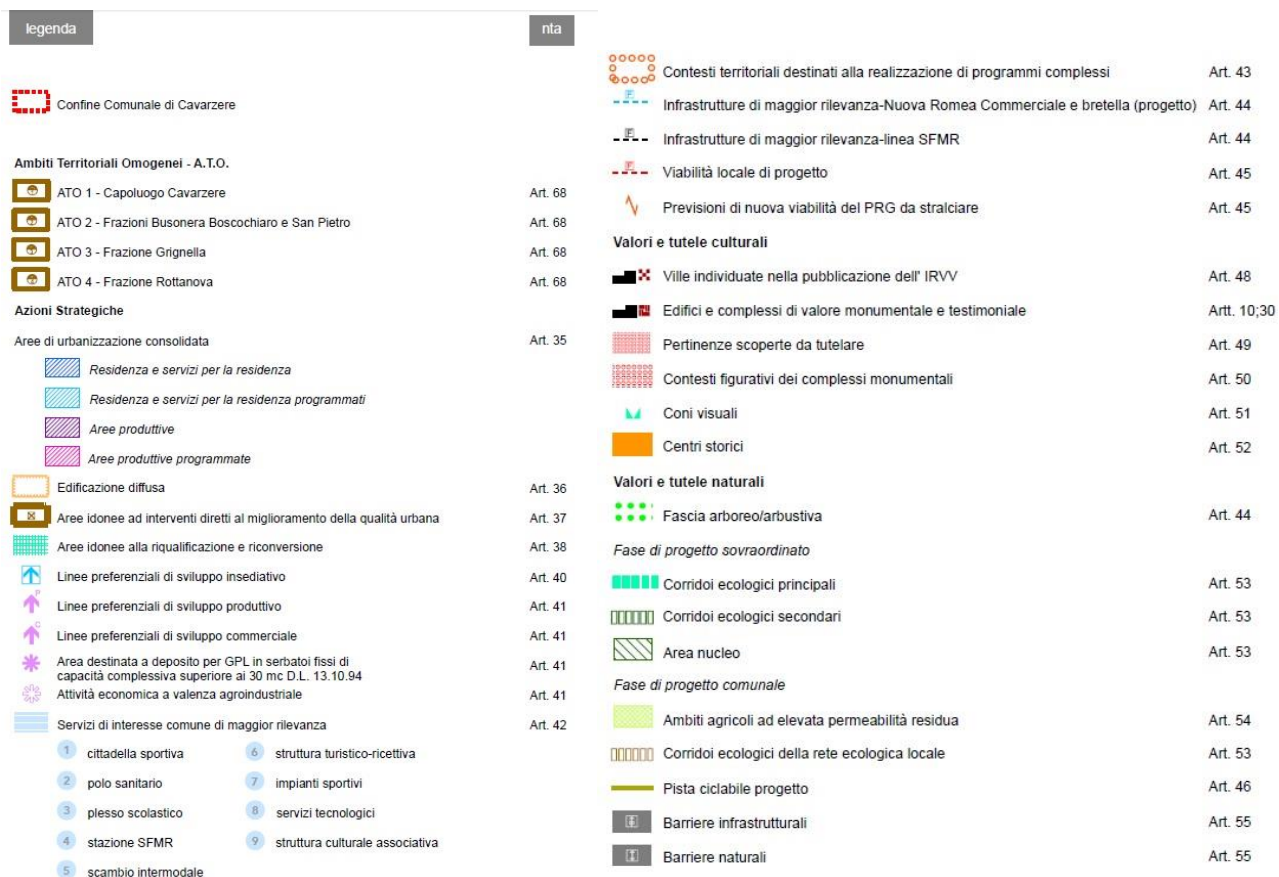 legenda nta
Confine Comunale di Cavarzere
Ambiti Territoriali Omogenei - A.T.O.
ATO 1 - Capoluogo Cavarzere Art. 68
ATO 2 - Frazioni Busonera Boscochiaro e San Pietro Art. 68
ATO 3 - Frazione Grignella Art. 68
ATO 4 - Frazione Rottanova Art. 68
Azioni Strategiche
Aree di urbanizzazione consolidata Art. 35
Residenza e servizi per la residenza
Residenza e servizi per la residenza programmati
Aree produttive
Aree produttive programmate
Edificazione diffusa Art. 36
Aree idonee ad interventi diretti al miglioramento della qualità urbana Art. 37
Aree idonee alla riqualificazione e riconversione Art. 38
Linee preferenziali di sviluppo insediativo Art. 40
P
Linee preferenziali di sviluppo produttivo Art. 41
C
Linee preferenziali di sviluppo commerciale Art. 41
Area destinata a deposito per GPL in serbatoi fissi di
capacità complessiva superiore ai 30 mc D.L. 13.10.94 Art. 41
Attività economica a valenza agroindustriale Art. 41
Servizi di interesse comune di maggior rilevanza Art. 42
1 cittadella sportiva 6 struttura turistico-ricettiva
2 polo sanitario 7 impianti sportivi
3 plesso scolastico 8 servizi tecnologici
4 stazione SFMR 9 struttura culturale associativa
5 scambio intermodale
Contesti territoriali destinati alla realizzazione di programmi complessi Art. 43
F Infrastrutture di maggior rilevanza-Nuova Romea Commerciale e bretella (progetto) Art. 44
F Infrastrutture di maggior rilevanza-linea SFMR Art. 44
F Viabilità locale di progetto Art. 45
Previsioni di nuova viabilità del PRG da stralciare Art. 45
Valori e tutele culturali
Ville individuate nella pubblicazione dell' IRVV Art. 48
Edifici e complessi di valore monumentale e testimoniale Artt. 10;30
Pertinenze scoperte da tutelare Art. 49
Contesti figurativi dei complessi monumentali Art. 50
Coni visuali Art. 51
Centri storici Art. 52
Valori e tutele naturali
Fascia arboreo/arbustiva Art. 44
Fase di progetto sovraordinato
Corridoi ecologici principali Art. 53
Corridoi ecologici secondari Art. 53
Area nucleo Art. 53
Fase di progetto comunale
Ambiti agricoli ad elevata permeabilità residua Art. 54
Corridoi ecologici della rete ecologica locale Art. 53
Pista ciclabile progetto Art. 46
Barriere infrastrutturali Art. 55
Barriere naturali Art. 55